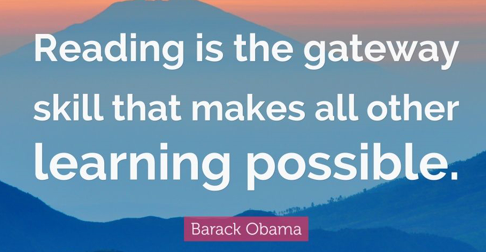 Reading is the gateway
skill that makes all other
learning possible.
Barack Obama